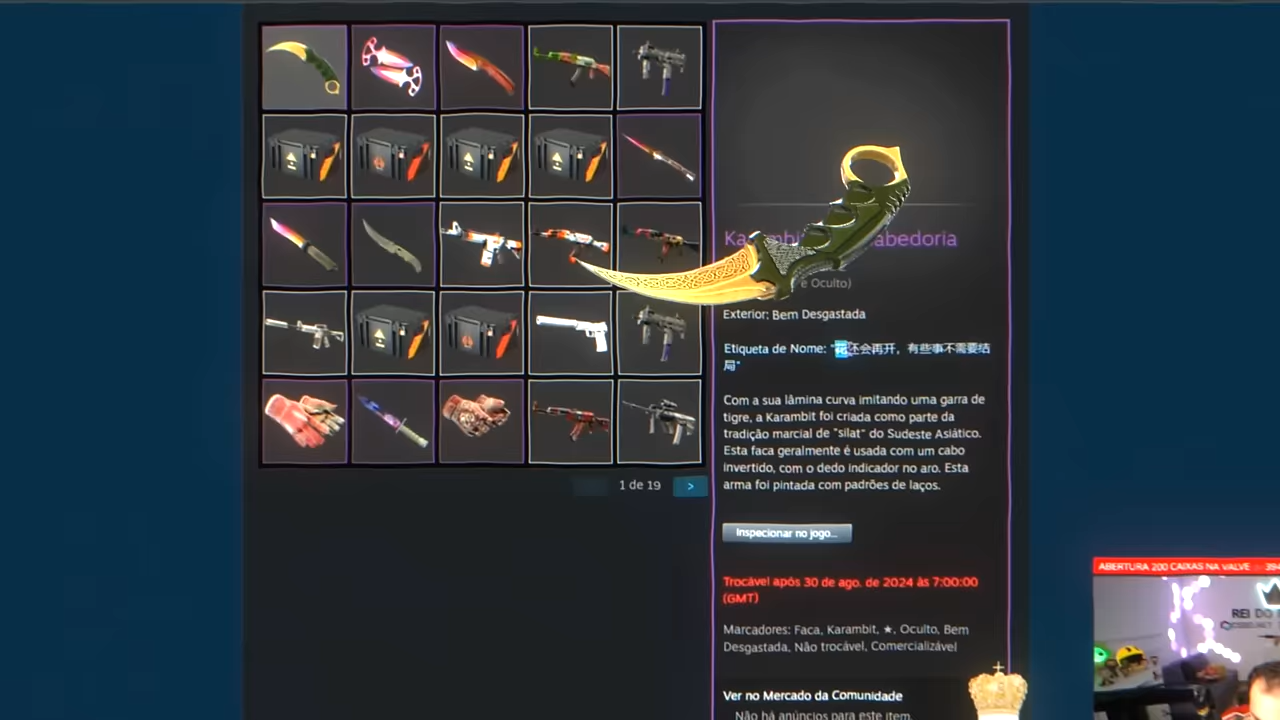 abedoria
e Oculto)
Exterior: Bem Desgastada
Etiqueta de Nome: "花还会再开，有些事不需要结
局"
Com a sua lâmina curva imitando uma garra de
tigre, a Karambit foi criada como parte da
tradição marcial de "silat" do Sudeste Asiático.
Esta faca geralmente é usada com um cabo
invertido, com o dedo indicador no aro. Esta
arma foi pintada com padrões de laços.
1 de 19
>
Inspecionar no jogo...
Trocável após 30 de ago. de 2024 às 7:00:00
(GMT)
Marcadores: Faca, Karambit, ★, Oculto, Bem
Desgastada, Não trocável, Comercializável
Ver no Mercado da Comunidade
Não há anúncios para este item.
ABERTURA 200 CAIXAS NA VALVE
REI DO